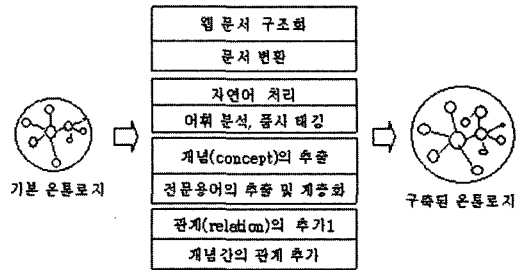 웹 문서 구조화
문서 변환
자연어 처리
어휘 분석, 품사 태깅
개념(concept)의 추출
전문용어의 추출 및 계층화
관계(relation)의 추가1
개념간의 관계 추가
기본 온톨로지
구축된 온톨로지